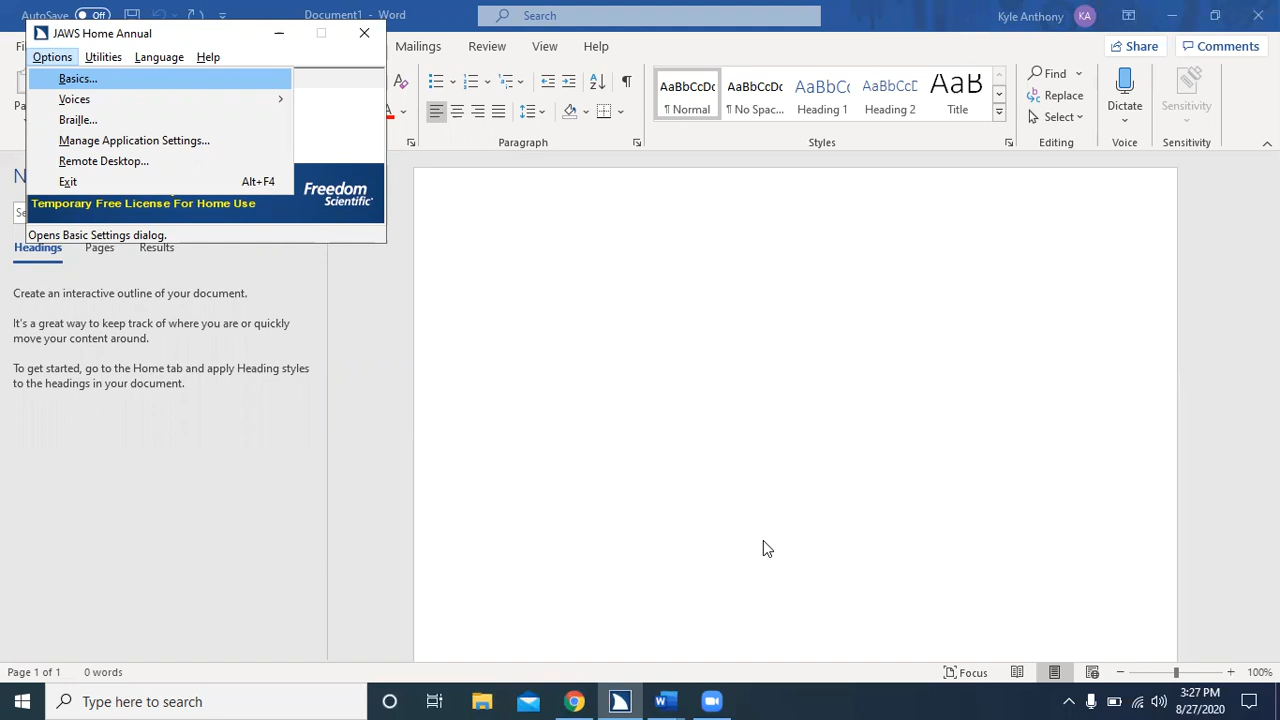 AutoSave Off Document1 - Word Search Kyle Anthony KA
JAWS Home Annual
Mailings Review View Help Share Comments
Options Utilities Language Help
Basics...
Voices
Braille...
Manage Application Settings...
Remote Desktop...
Exit Alt+F4
Temporary Free License For Home Use
Freedom
Scientific
Opens Basic Settings dialog.
AaBbCcDc AaBbCcDc AaBbCc AaBbCcD AaB
¶ Normal ¶ No Spac... Heading 1 Heading 2 Title
Find
Replace
Select
Dictate
Sensitivity
Paragraph Styles Editing Voice Sensitivity
Headings Pages Results
Create an interactive outline of your document.
It's a great way to keep track of where you are or quickly
move your content around.
To get started, go to the Home tab and apply Heading styles
to the headings in your document.
Page 1 of 1 0 words Focus 100%
Type here to search
3:27 PM
8/27/2020